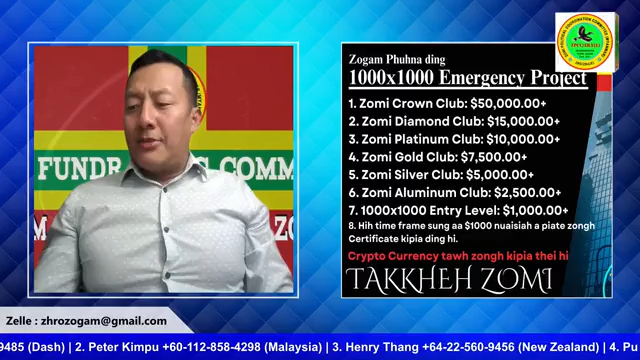 Zogam Phuhna ding
1000x1000 Emergency Project
1. Zomi Crown Club: $50,000.00+
2. Zomi Diamond Club: $15,000.00+
3. Zomi Platinum Club: $10,000.00+
4. Zomi Gold Club: $7,500.00+
5. Zomi Silver Club: $5,000.00+
6. Zomi Aluminum Club: $2,500.00+
7. 1000x1000 Entry Level: $1,000.00+
8. Hih time frame sung aa $1000 nuaisiah a piate zongh
Certificate kipia ding hi.
Crypto Currency tawh zongh kipia thei hi
TAKKHEH ZOMI
FUNDR
G COMM
Zelle : zhrozogam@gmail.com
9485 (Dash) | 2. Peter Kimpu +60-112-858-4298 (Malaysia) | 3. Henry Thang +64-22-560-9456 (New Zealand) | 4. Pu